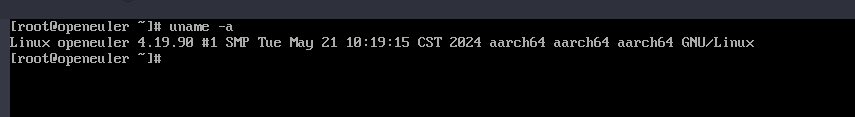 [root@openeuler ~]# uname -a
Linux openeuler 4.19.90 #1 SMP Tue May 21 10:19:15 CST 2024 aarch64 aarch64 aarch64 GNU/Linux
[root@openeuler ~]#